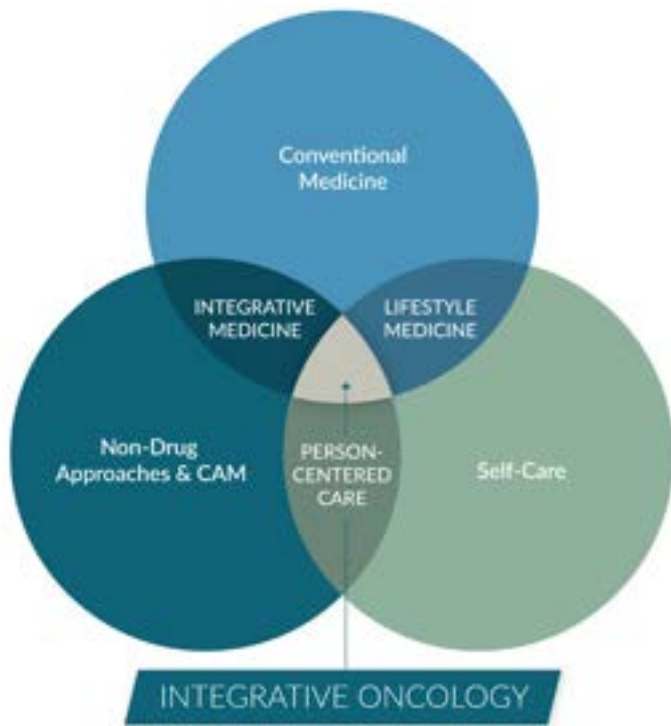 Conventional
Medicine
INTEGRATIVE
MEDICINE
LIFESTYLE
MEDICINE
Non-Drug
Approaches & CAM
PERSON-
CENTERED
CARE
Self-Care
INTEGRATIVE ONCOLOGY